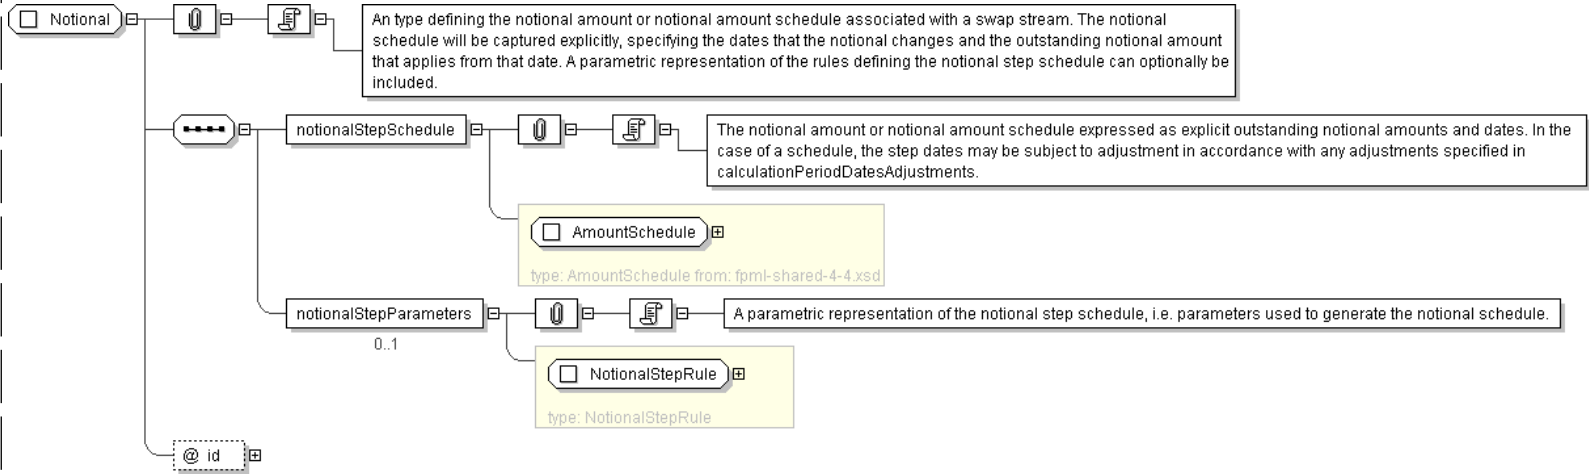 Notional
An type defining the notional amount or notional amount schedule associated with a swap stream. The notional
schedule will be captured explicitly, specifying the dates that the notional changes and the outstanding notional amount
that applies from that date. A parametric representation of the rules defining the notional step schedule can optionally be
included.
notionalStepSchedule
The notional amount or notional amount schedule expressed as explicit outstanding notional amounts and dates. In the
case of a schedule, the step dates may be subject to adjustment in accordance with any adjustments specified in
calculationPeriodDatesAdjustments.
AmountSchedule
type: AmountSchedule from: fpml-shared-4-4.xsd
notionalStepParameters
A parametric representation of the notional step schedule, i.e. parameters used to generate the notional schedule.
0..1
NotionalStepRule
type: NotionalStepRule
@ id